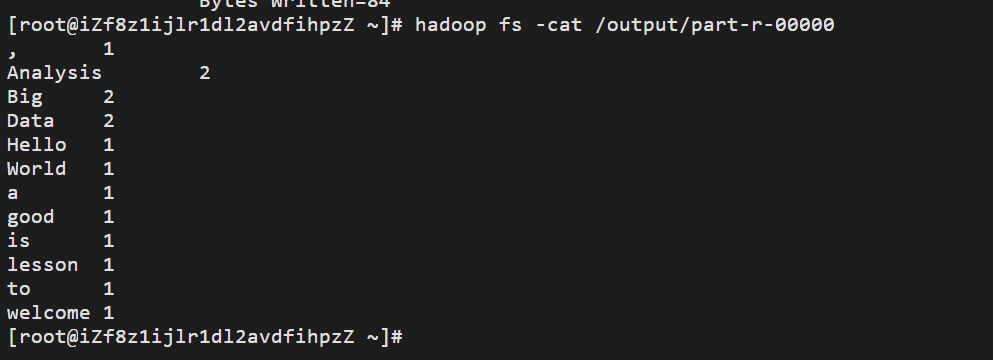 Bytes Written=84
[root@iZf8z1ijlr1dl2avdfihpzZ ~]# hadoop fs -cat /output/part-r-00000
,	1
Analysis	2
Big	2
Data	2
Hello	1
World	1
a	1
good	1
is	1
lesson	1
to	1
welcome	1
[root@iZf8z1ijlr1dl2avdfihpzZ ~]#